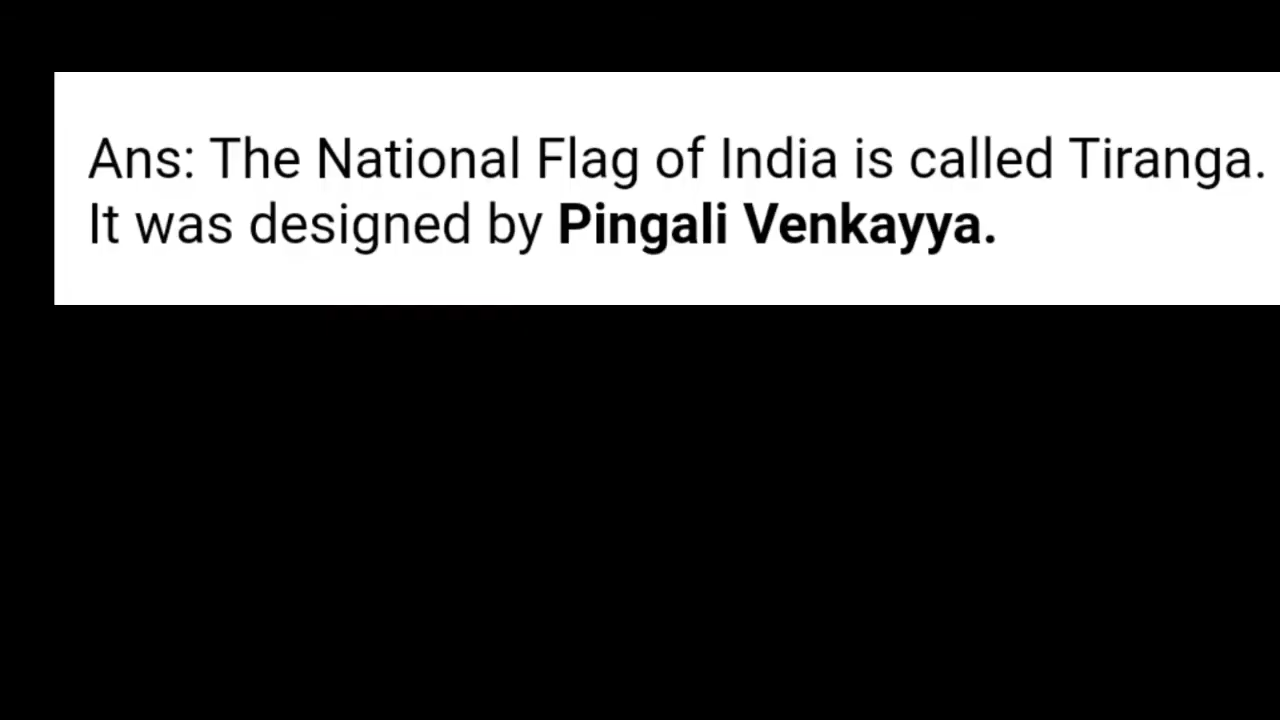 Ans: The National Flag of India is called Tiranga.
It was designed by Pingali Venkayya.